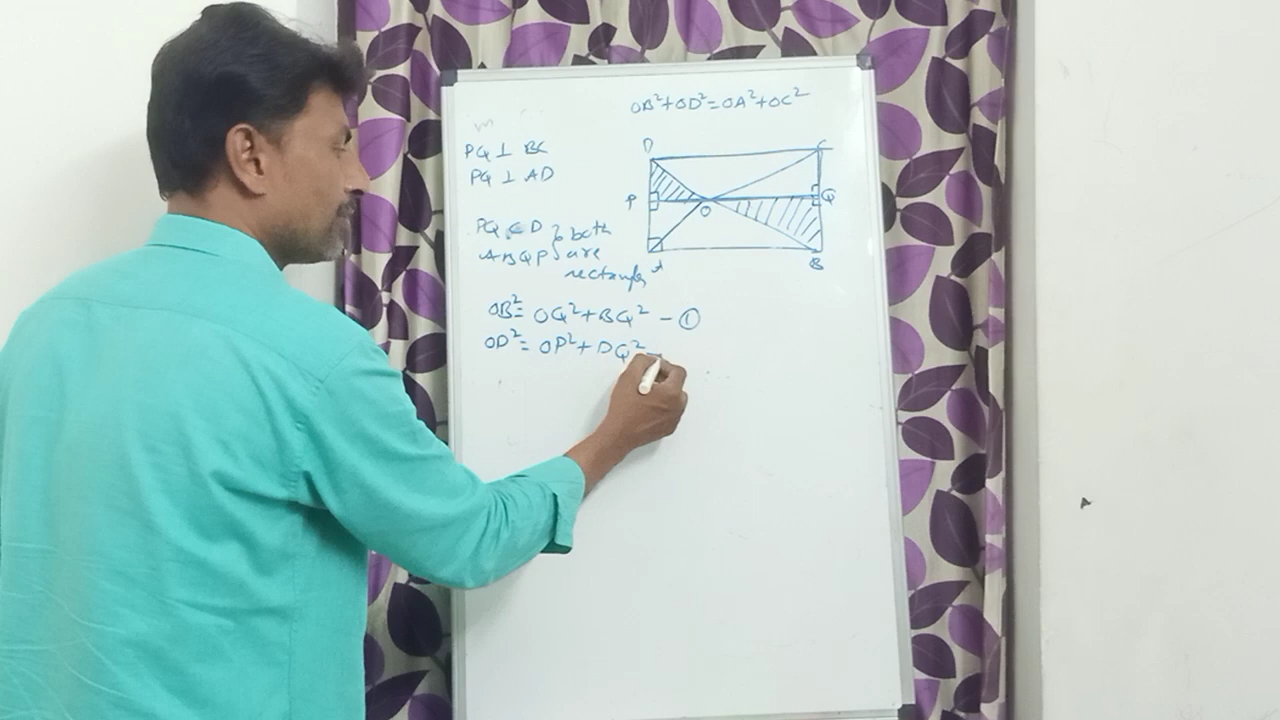 OB²+OD²=OA²+OC²
PQ ⊥ BC
PQ ⊥ AD
D
C
P
O
Q
A
B
PQCD } both
ABQP } are
rectangles
OB² = OQ²+BQ² - ①
OD² = OP²+DQ² -